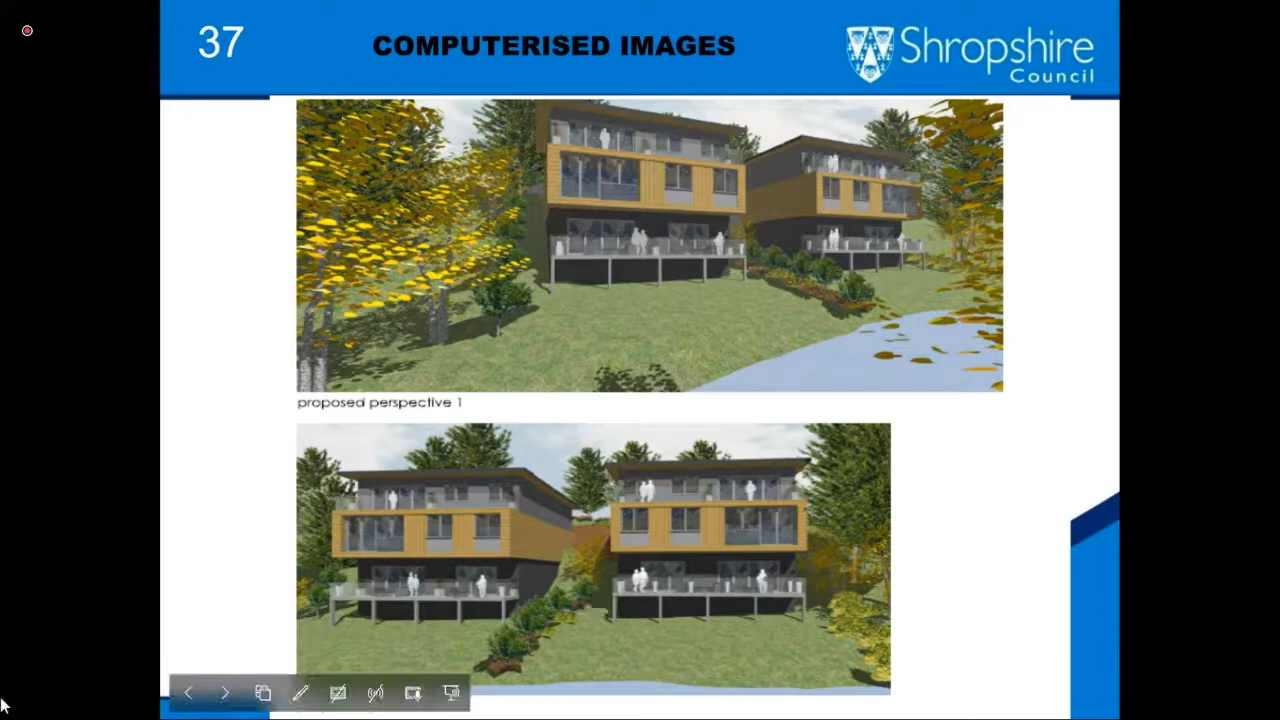 37
COMPUTERISED IMAGES
Shropshire
Council
proposed perspective 1